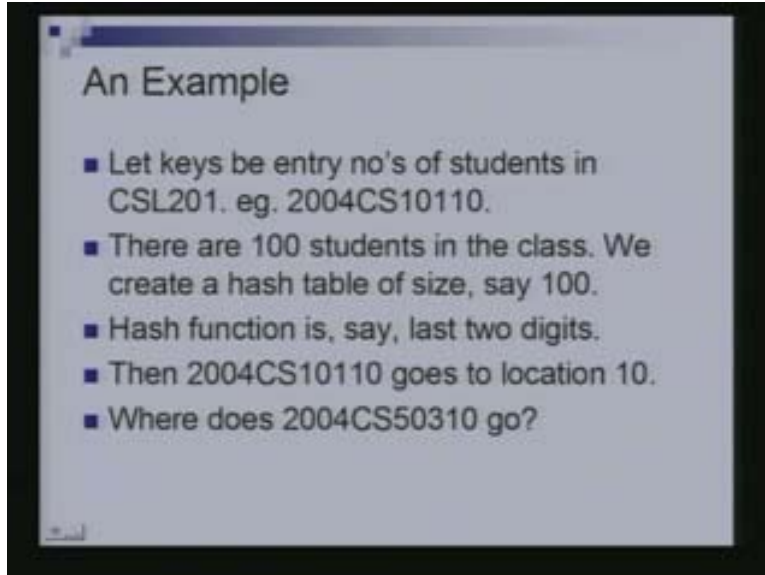 An Example
Let keys be entry no's of students in
CSL201. eg. 2004CS10110.
There are 100 students in the class. We
create a hash table of size, say 100.
Hash function is, say, last two digits.
Then 2004CS10110 goes to location 10.
Where does 2004CS50310 go?